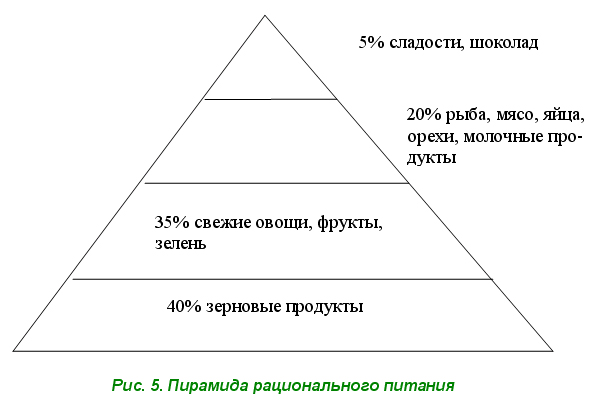 5% сладости, шоколад
20% рыба, мясо, яйца,
орехи, молочные про-
дукты
35% свежие овощи, фрукты,
зелень
40% зерновые продукты
Рис. 5. Пирамида рационального питания